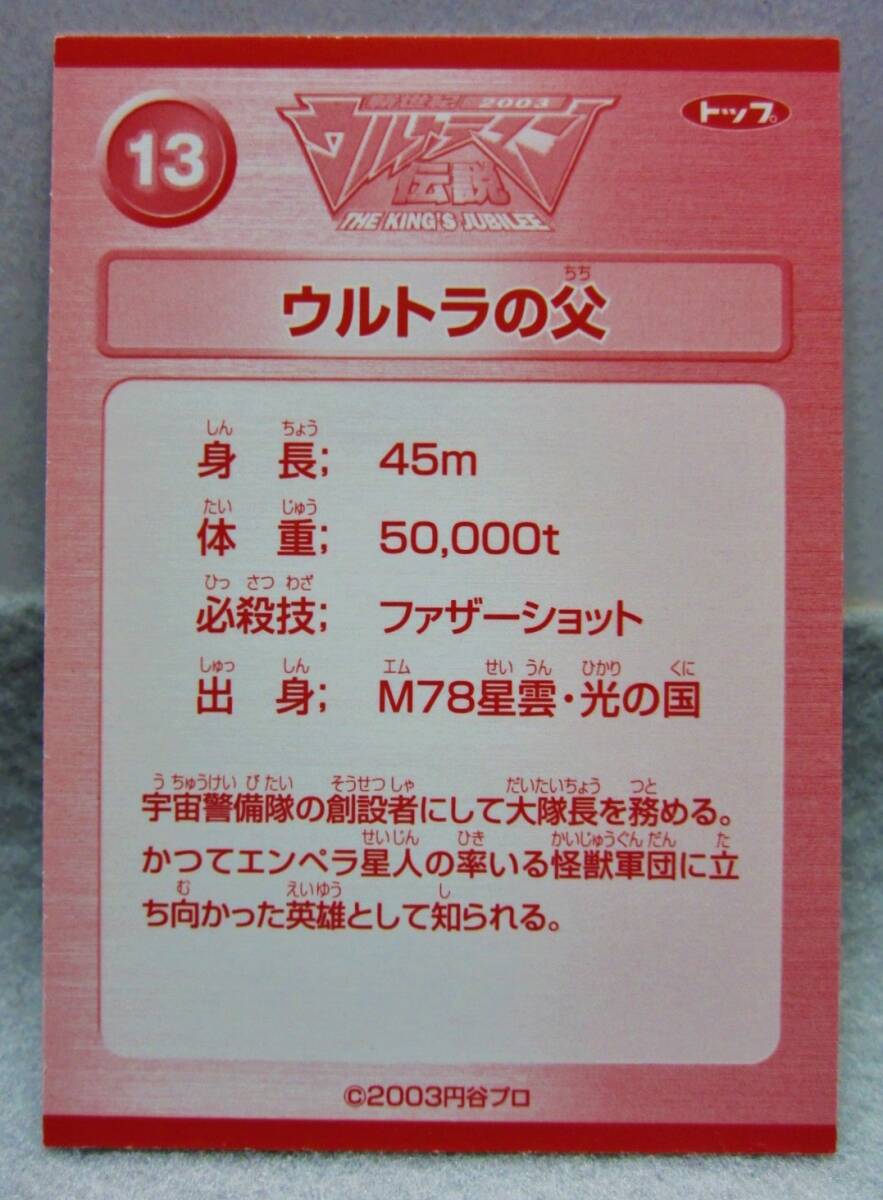 13
新世紀2003
ウルトラマン
伝説
THE KING'S JUBILEE
トップ。
ちち
ウルトラの父
しん ちょう
身長; 45m
たい じゅう
体重; 50,000t
ひっ さつ わざ
必殺技; ファザーショット
しゅっ しん エム せい うん ひかり くに
出身; M78星雲・光の国
う ちゅうけい び たい そうせつ しゃ だいたいちょう つと
宇宙警備隊の創設者にして大隊長を務める。
せいじん ひき かいじゅうぐん だん た
かつてエンペラ星人の率いる怪獣軍団に立
む えいゆう し
ち向かった英雄として知られる。
©2003円谷プロ